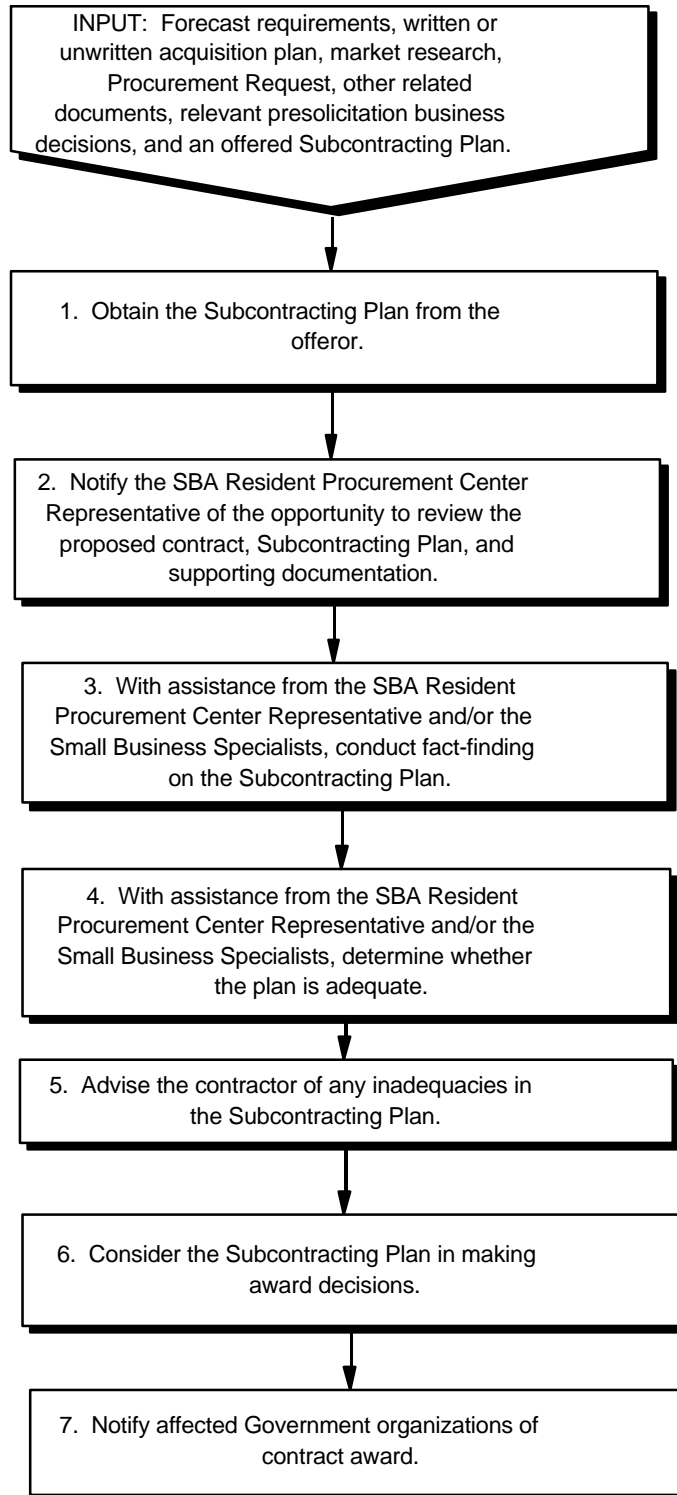 INPUT:  Forecast requirements, written or
unwritten acquisition plan, market research,
Procurement Request, other related
documents, relevant presolicitation business
decisions, and an offered Subcontracting Plan.
1.  Obtain the Subcontracting Plan from the
offeror.
2.  Notify the SBA Resident Procurement Center
Representative of the opportunity to review the
proposed contract, Subcontracting Plan, and
supporting documentation.
3.  With assistance from the SBA Resident
Procurement Center Representative and/or the
Small Business Specialists, conduct fact-finding
on the Subcontracting Plan.
4.  With assistance from the SBA Resident
Procurement Center Representative and/or the
Small Business Specialists, determine whether
the plan is adequate.
5.  Advise the contractor of any inadequacies in
the Subcontracting Plan.
6.  Consider the Subcontracting Plan in making
award decisions.
7.  Notify affected Government organizations of
contract award.